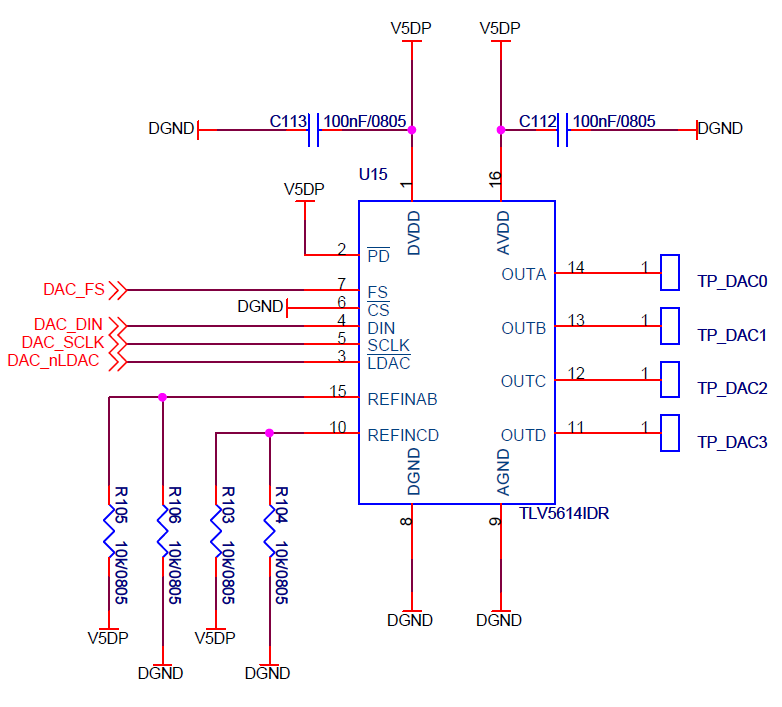 V5DP V5DP
DGND C113 100nF/0805 C112 100nF/0805 DGND
U15
1 16
V5DP
DVDD AVDD
2 PD
OUTA 14 1 TP_DAC0
DAC_FS 7 FS
DGND 6 CS
DAC_DIN 4 DIN
OUTB 13 1 TP_DAC1
DAC_SCLK 5 SCLK
DAC_nLDAC 3 LDAC
OUTC 12 1 TP_DAC2
15 REFINAB
10 REFINCD
OUTD 11 1 TP_DAC3
DGND AGND
R105 R106 R103 R104
TLV5614IDR
8 9
10k/0805 10k/0805 10k/0805 10k/0805
DGND DGND
V5DP V5DP
DGND DGND